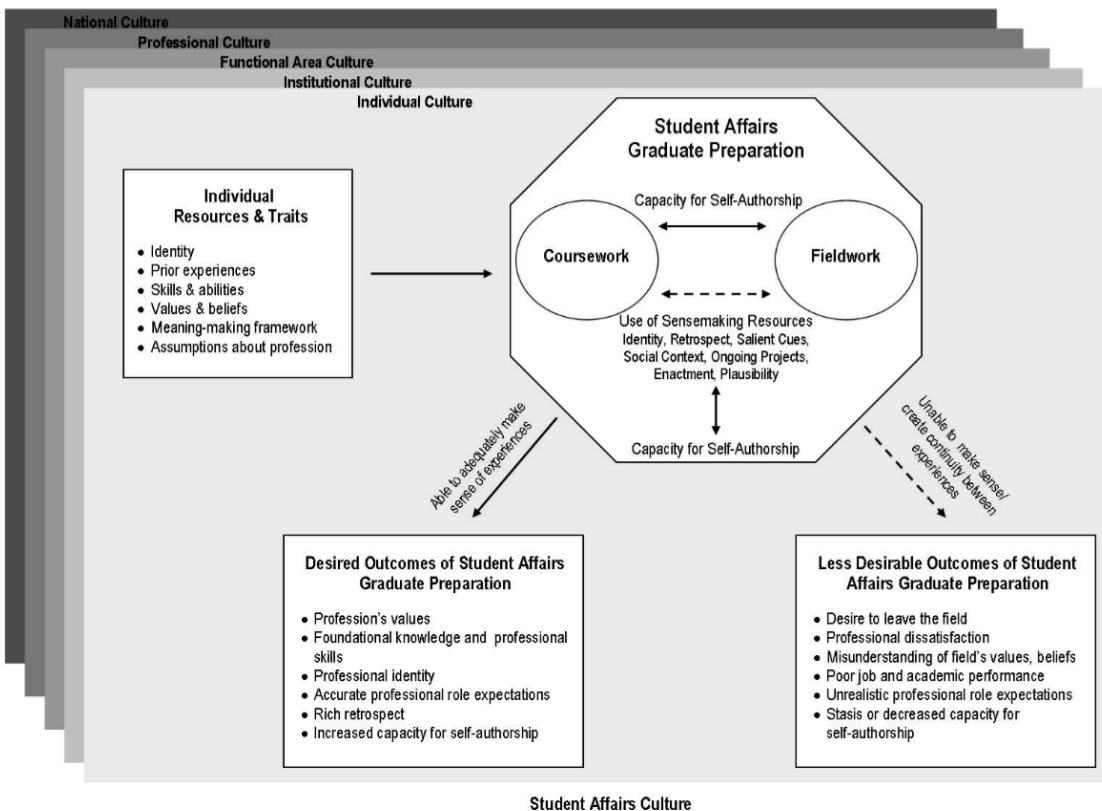 National Culture
Professional Culture
Functional Area Culture
Institutional Culture
Individual Culture
Student Affairs
Graduate Preparation
Individual
Resources & Traits
• Identity
• Prior experiences
• Skills & abilities
• Values & beliefs
• Meaning-making framework
• Assumptions about profession
Capacity for Self-Authorship
Coursework
Fieldwork
Use of Sensemaking Resources
Identity, Retrospect, Salient Cues,
Social Context, Ongoing Projects,
Enactment, Plausibility
Capacity for Self-Authorship
Able to adequately make
sense of experiences
Unable to make sense/
create continuity between
experiences
Desired Outcomes of Student Affairs
Graduate Preparation
• Profession's values
• Foundational knowledge and professional
skills
• Professional identity
• Accurate professional role expectations
• Rich retrospect
• Increased capacity for self-authorship
Less Desirable Outcomes of Student
Affairs Graduate Preparation
• Desire to leave the field
• Professional dissatisfaction
• Misunderstanding of field's values, beliefs
• Poor job and academic performance
• Unrealistic professional role expectations
• Stasis or decreased capacity for
self-authorship
Student Affairs Culture